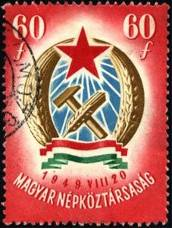 60 60
f f
1949 VIII 20
MAGYAR NÉPKÖZTÁRSASÁG